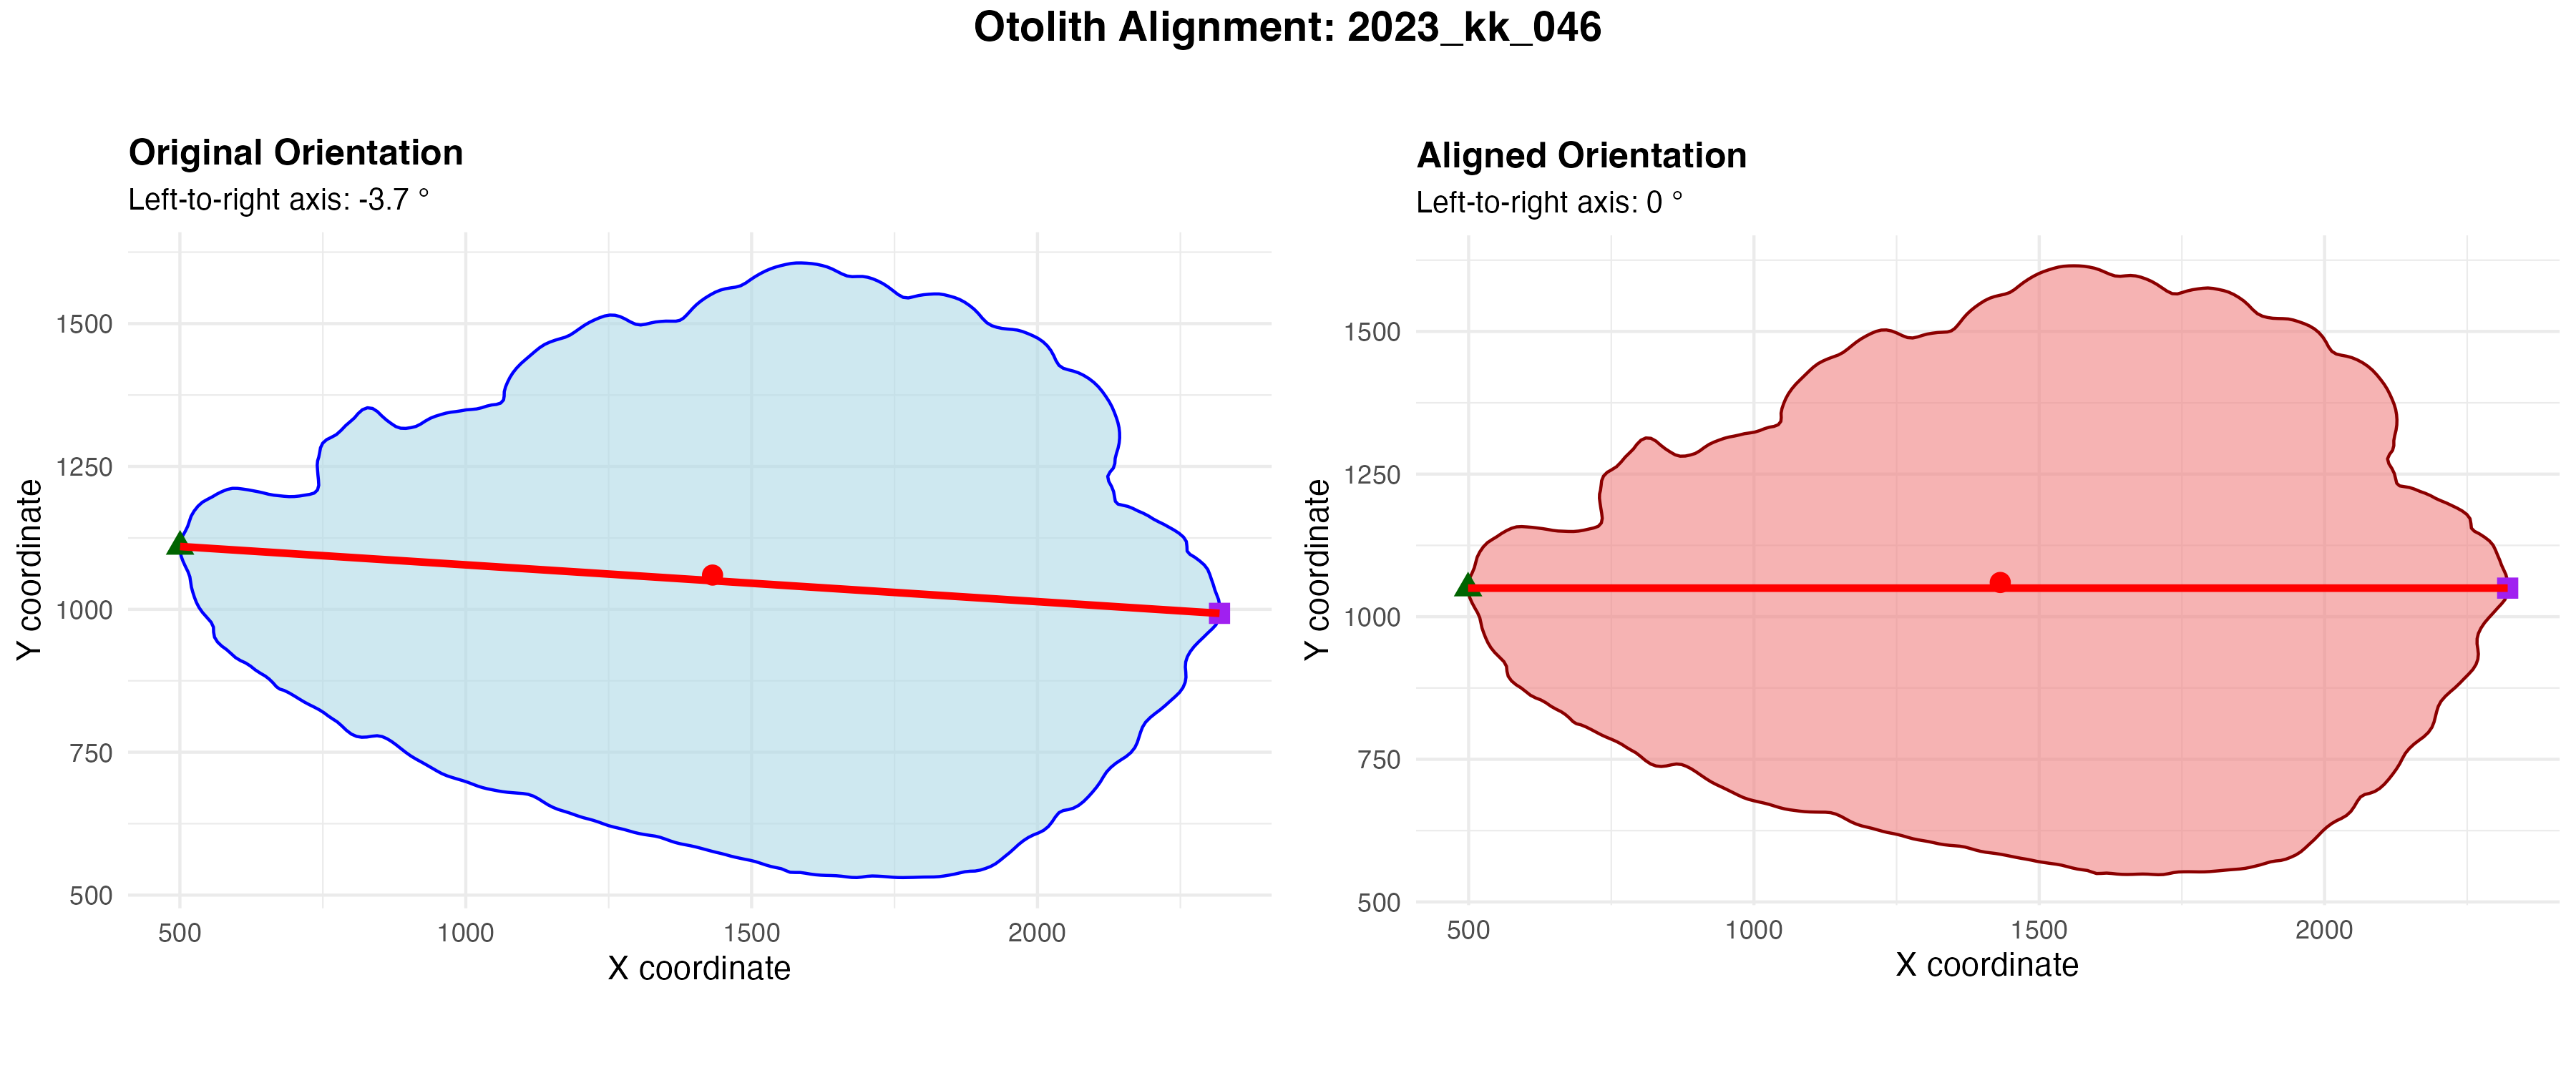 Otolith Alignment: 2023_kk_046
Original Orientation
Left-to-right axis: -3.7 °
Y coordinate
1500
1250
1000
750
500
500 1000 1500 2000
X coordinate
Aligned Orientation
Left-to-right axis: 0 °
Y coordinate
1500
1250
1000
750
500
500 1000 1500 2000
X coordinate